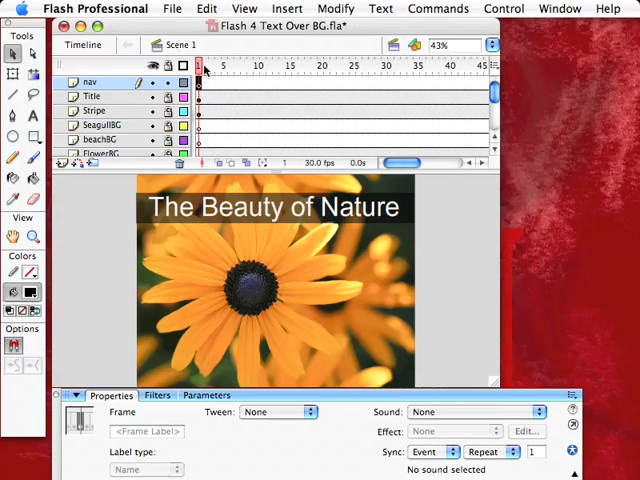 Flash Professional File Edit View Insert Modify Text Commands Control Window Help
Flash 4 Text Over BG.fla*
Tools
Timeline Scene 1 43%
1 5 10 15 20 25 30 35 40 45
nav
Title
Stripe
SeagullBG
beachBG
FlowerBG
1 30.0 fps 0.0s
The Beauty of Nature
View
Colors
Options
Properties Filters Parameters
Frame Tween: None Sound: None
<Frame Label> Effect: None Edit...
Label type: Sync: Event Repeat 1
Name No sound selected